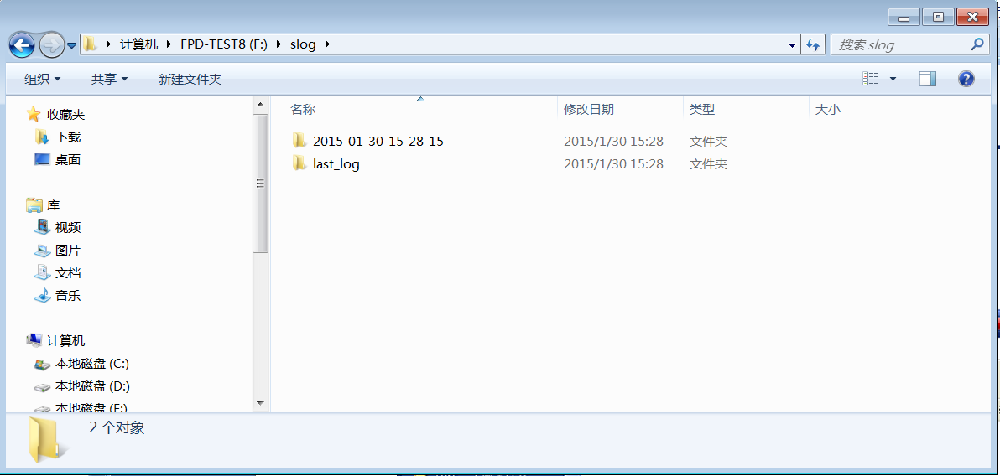 计算机 FPD-TEST8 (F:) slog
搜索 slog
组织 共享 新建文件夹
收藏夹
下载
桌面
库
视频
图片
文档
音乐
计算机
本地磁盘 (C:)
本地磁盘 (D:)
本地磁盘 (E:)
名称 修改日期 类型 大小
2015-01-30-15-28-15 2015/1/30 15:28 文件夹
last_log 2015/1/30 15:28 文件夹
2 个对象